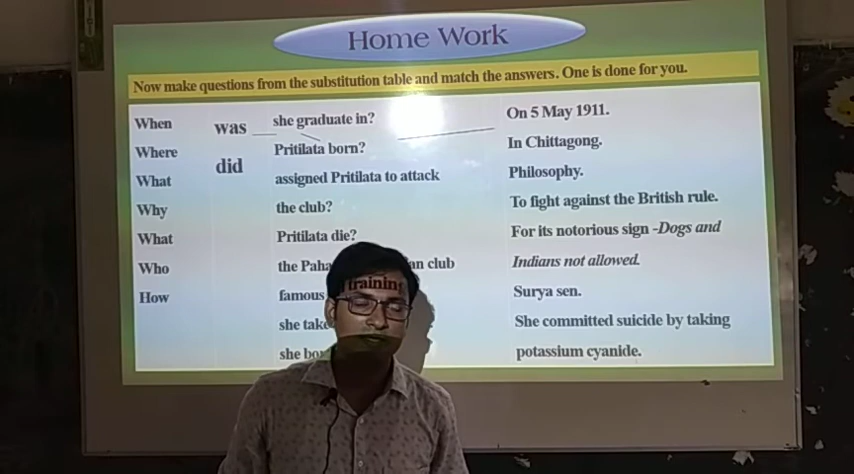 Home Work
Now make questions from the substitution table and match the answers. One is done for you.
When was she graduate in? On 5 May 1911.
Where Pritilata born? In Chittagong.
What did assigned Pritilata to attack Philosophy.
Why the club? To fight against the British rule.
What Pritilata die? For its notorious sign -Dogs and
Who the club Indians not allowed.
How famous training Surya sen.
she She committed suicide by taking
she potassium cyanide.